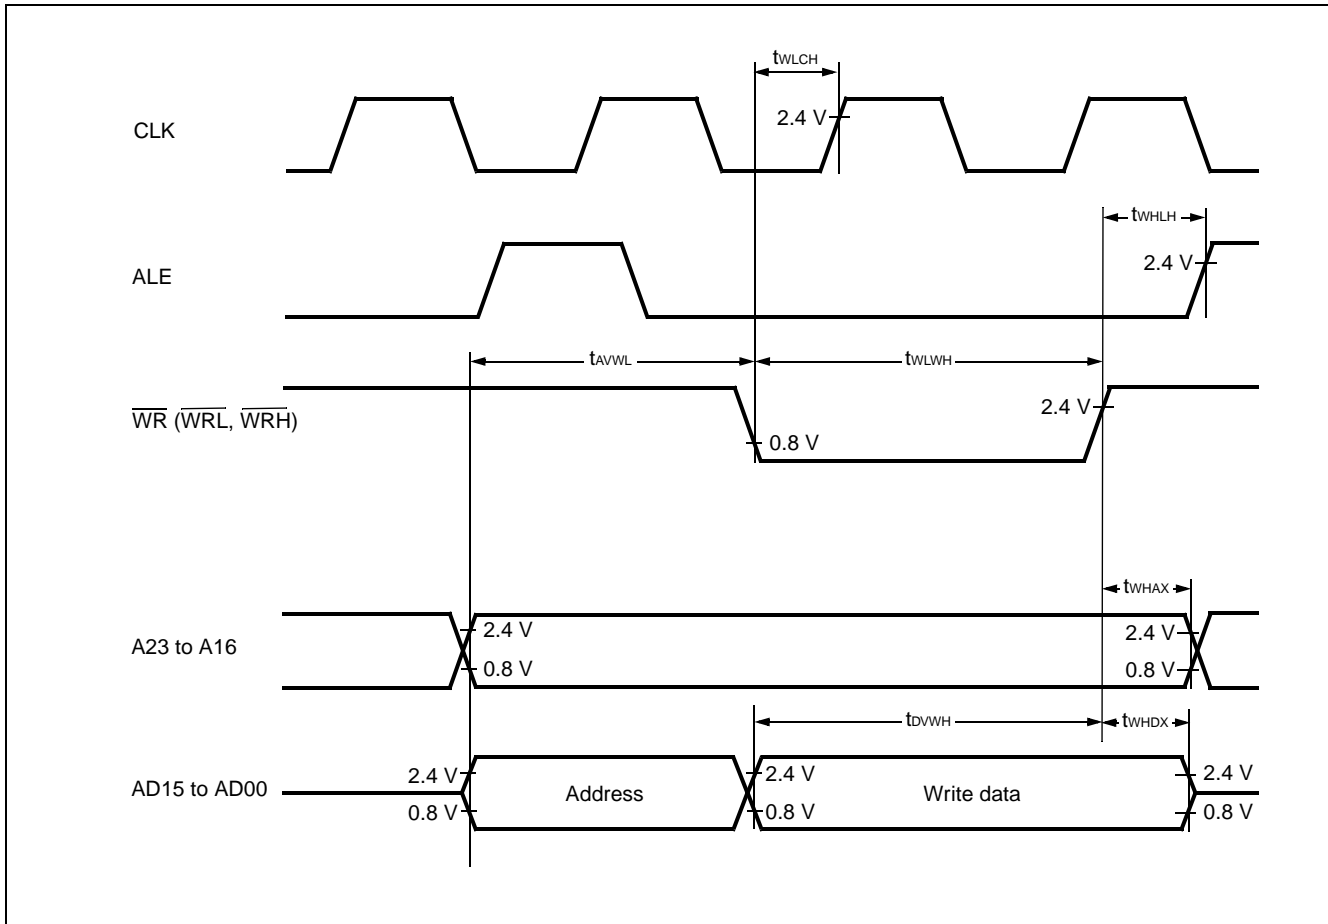 tWLCH
2.4 V
CLK
tWHLH
2.4 V
ALE
tAVWL
tWLWH
2.4 V
WR (WRL, WRH)
0.8 V
tWHAX
2.4 V
2.4 V
A23 to A16
0.8 V
0.8 V
tDVWH
tWHDX
2.4 V
2.4 V
2.4 V
AD15 to AD00
Address
Write data
0.8 V
0.8 V
0.8 V